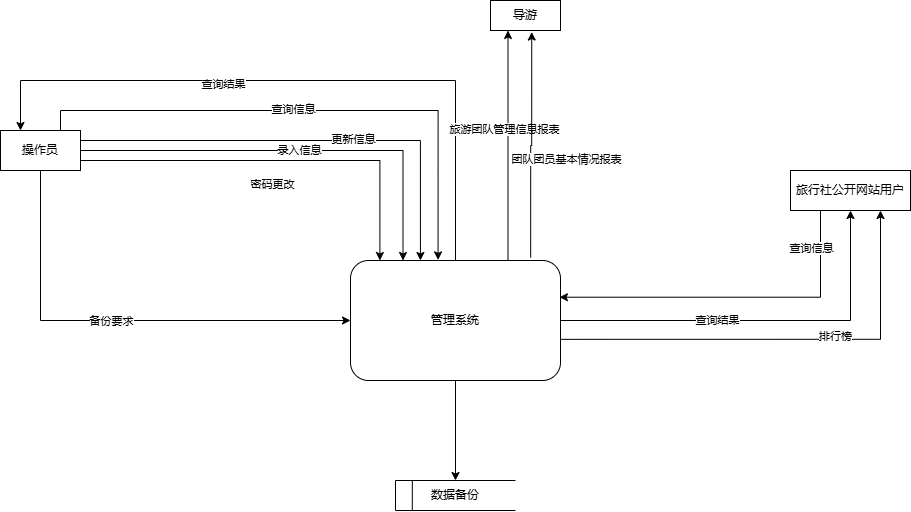 导游
查询结果
查询信息
旅游团队管理信息报表
更新信息
操作员
录入信息
团队团员基本情况报表
密码更改
旅行社公开网站用户
查询信息
备份要求
管理系统
查询结果
排行榜
数据备份